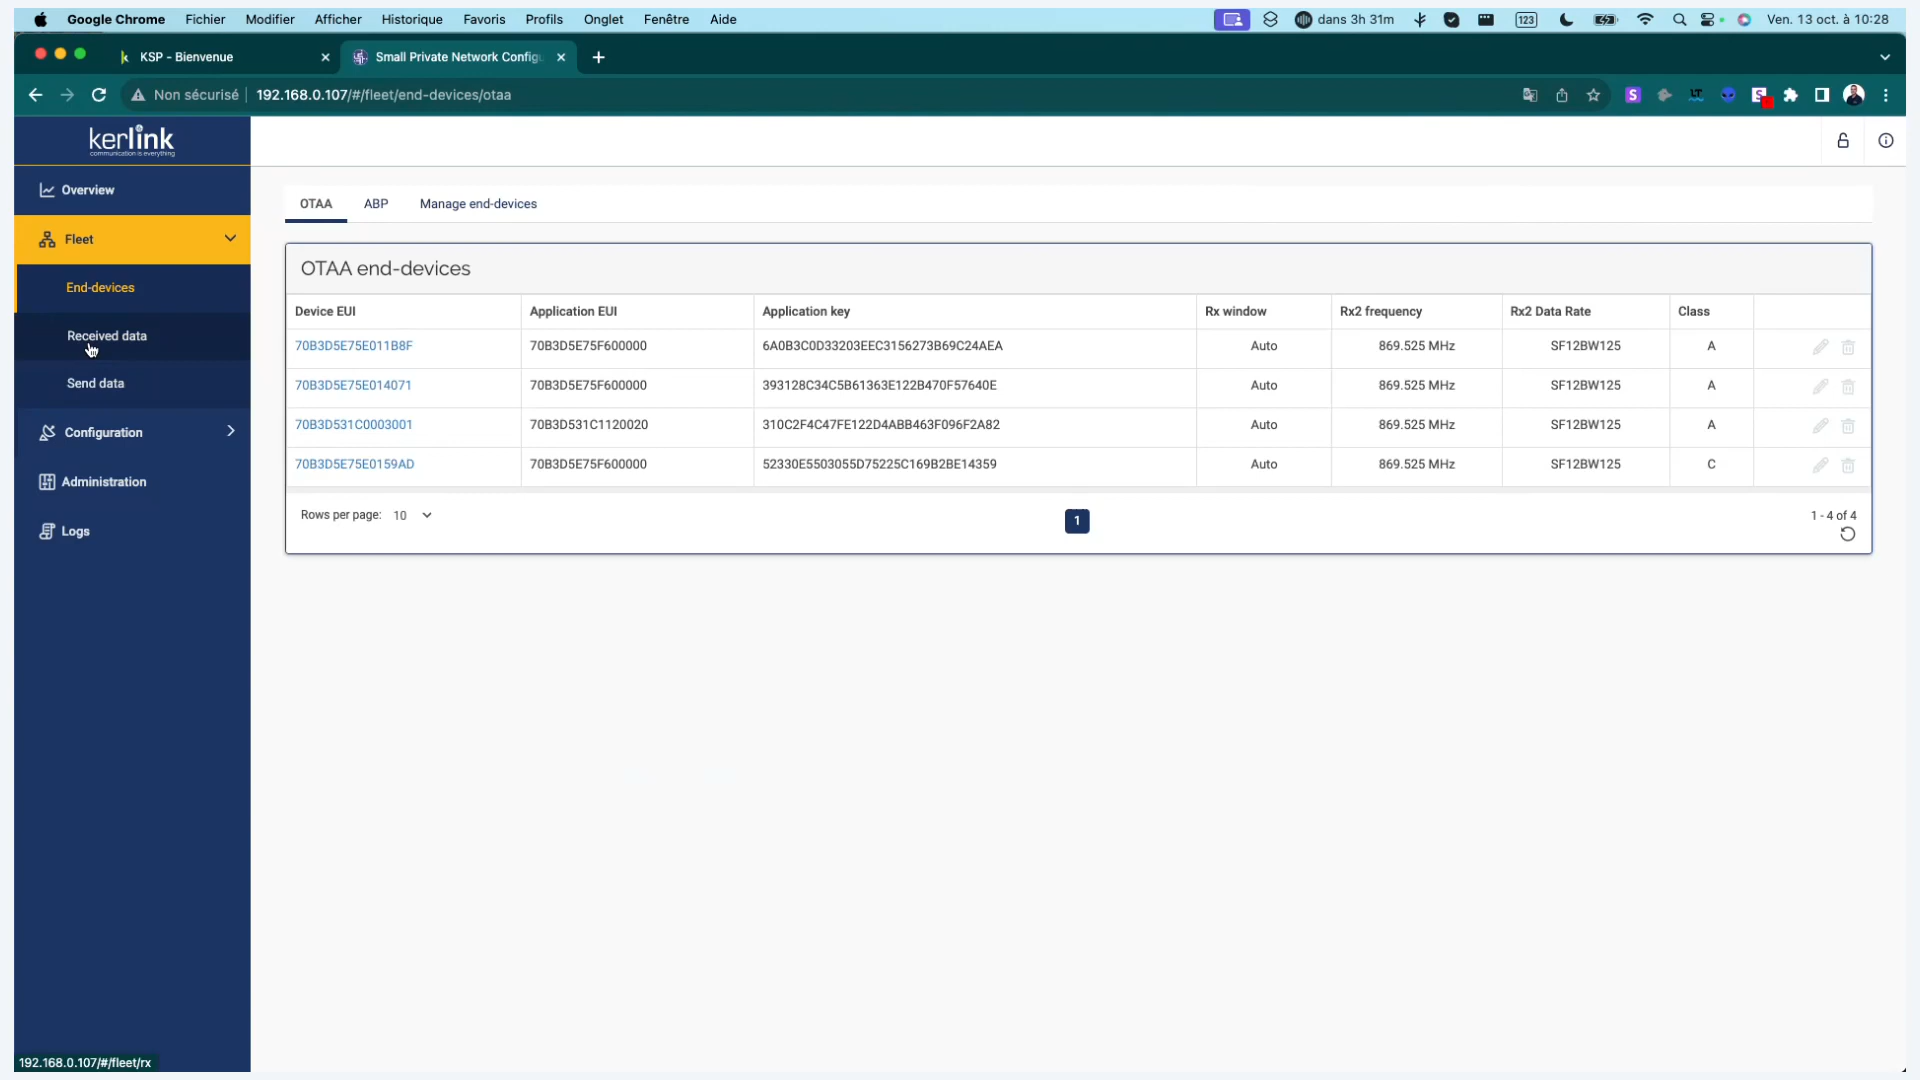 Google Chrome Fichier Modifier Afficher Historique Favoris Profils Onglet Fenêtre Aide dans 3h 31m 123 Ven. 13 oct. à 10:28
KSP - Bienvenue Small Private Network Config
Non sécurisé 192.168.0.107/#/fleet/end-devices/otaa
kerlink
communication is everything
Overview
Fleet
End-devices
Received data
Send data
Configuration
Administration
Logs
OTAA ABP Manage end-devices
OTAA end-devices
Device EUI Application EUI Application key Rx window Rx2 frequency Rx2 Data Rate Class
70B3D5E75E011B8F 70B3D5E75F600000 6A0B3C0D33203EEC3156273B69C24AEA Auto 869.525 MHz SF12BW125 A
70B3D5E75E014071 70B3D5E75F600000 393128C34C5B61363E122B470F57640E Auto 869.525 MHz SF12BW125 A
70B3D531C0003001 70B3D531C1120020 310C2F4C47FE122D4ABB463F096F2A82 Auto 869.525 MHz SF12BW125 A
70B3D5E75E0159AD 70B3D5E75F600000 52330E5503055D75225C169B2BE14359 Auto 869.525 MHz SF12BW125 C
Rows per page: 10 1 1 - 4 of 4
192.168.0.107/#/fleet/rx